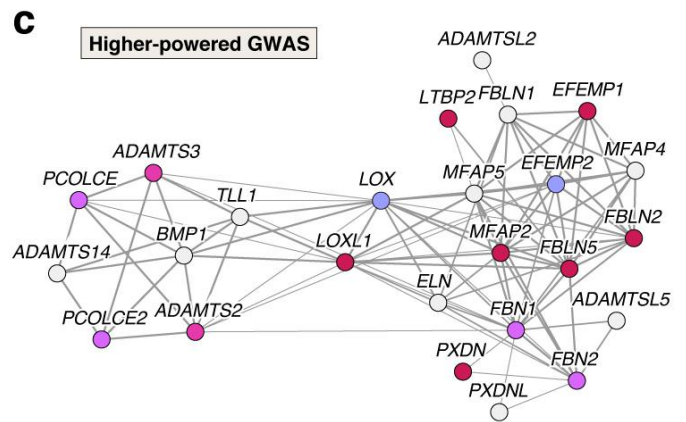 c
Higher-powered GWAS
ADAMTSL2
LTBP2 FBLN1 EFEMP1
ADAMTS3
MFAP4
PCOLCE
LOX
MFAP5 EFEMP2
TLL1
FBLN2
BMP1
LOXL1
MFAP2 FBLN5
ADAMTS14
ELN
PCOLCE2 ADAMTS2
FBN1 ADAMTSL5
PXDN
FBN2
PXDNL